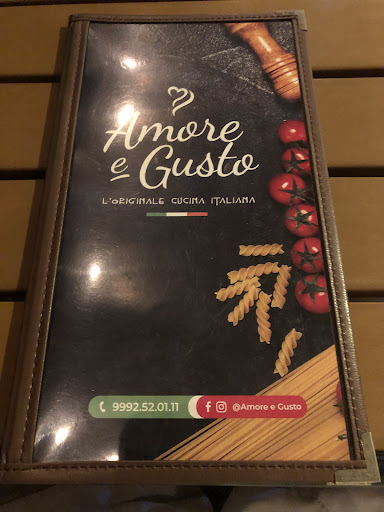 Amore
e Gusto
L'ORIGINALE CUCINA ITALIANA
9992.52.01.11
@Amore e Gusto